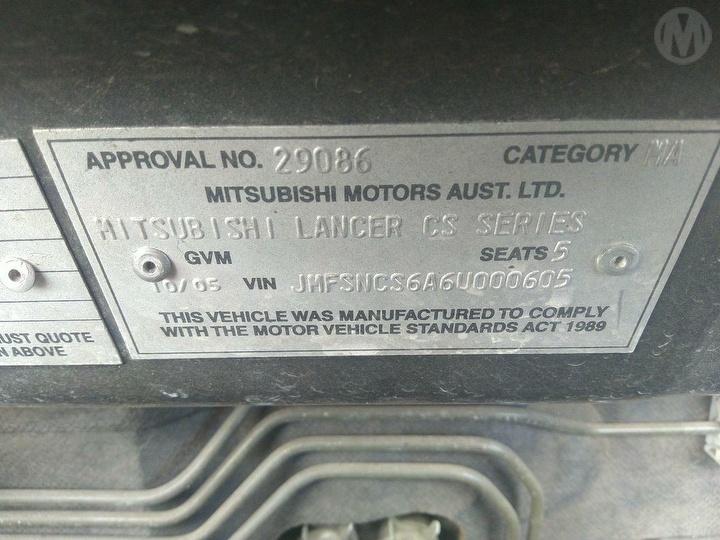 APPROVAL NO. 29086 CATEGORY MA
MITSUBISHI MOTORS AUST. LTD.
MITSUBISHI LANCER CS SERIES
GVM SEATS 5
10/05 VIN JMFSNCS6A6U000605
THIS VEHICLE WAS MANUFACTURED TO COMPLY
WITH THE MOTOR VEHICLE STANDARDS ACT 1989
QUOTE
ABOVE
M